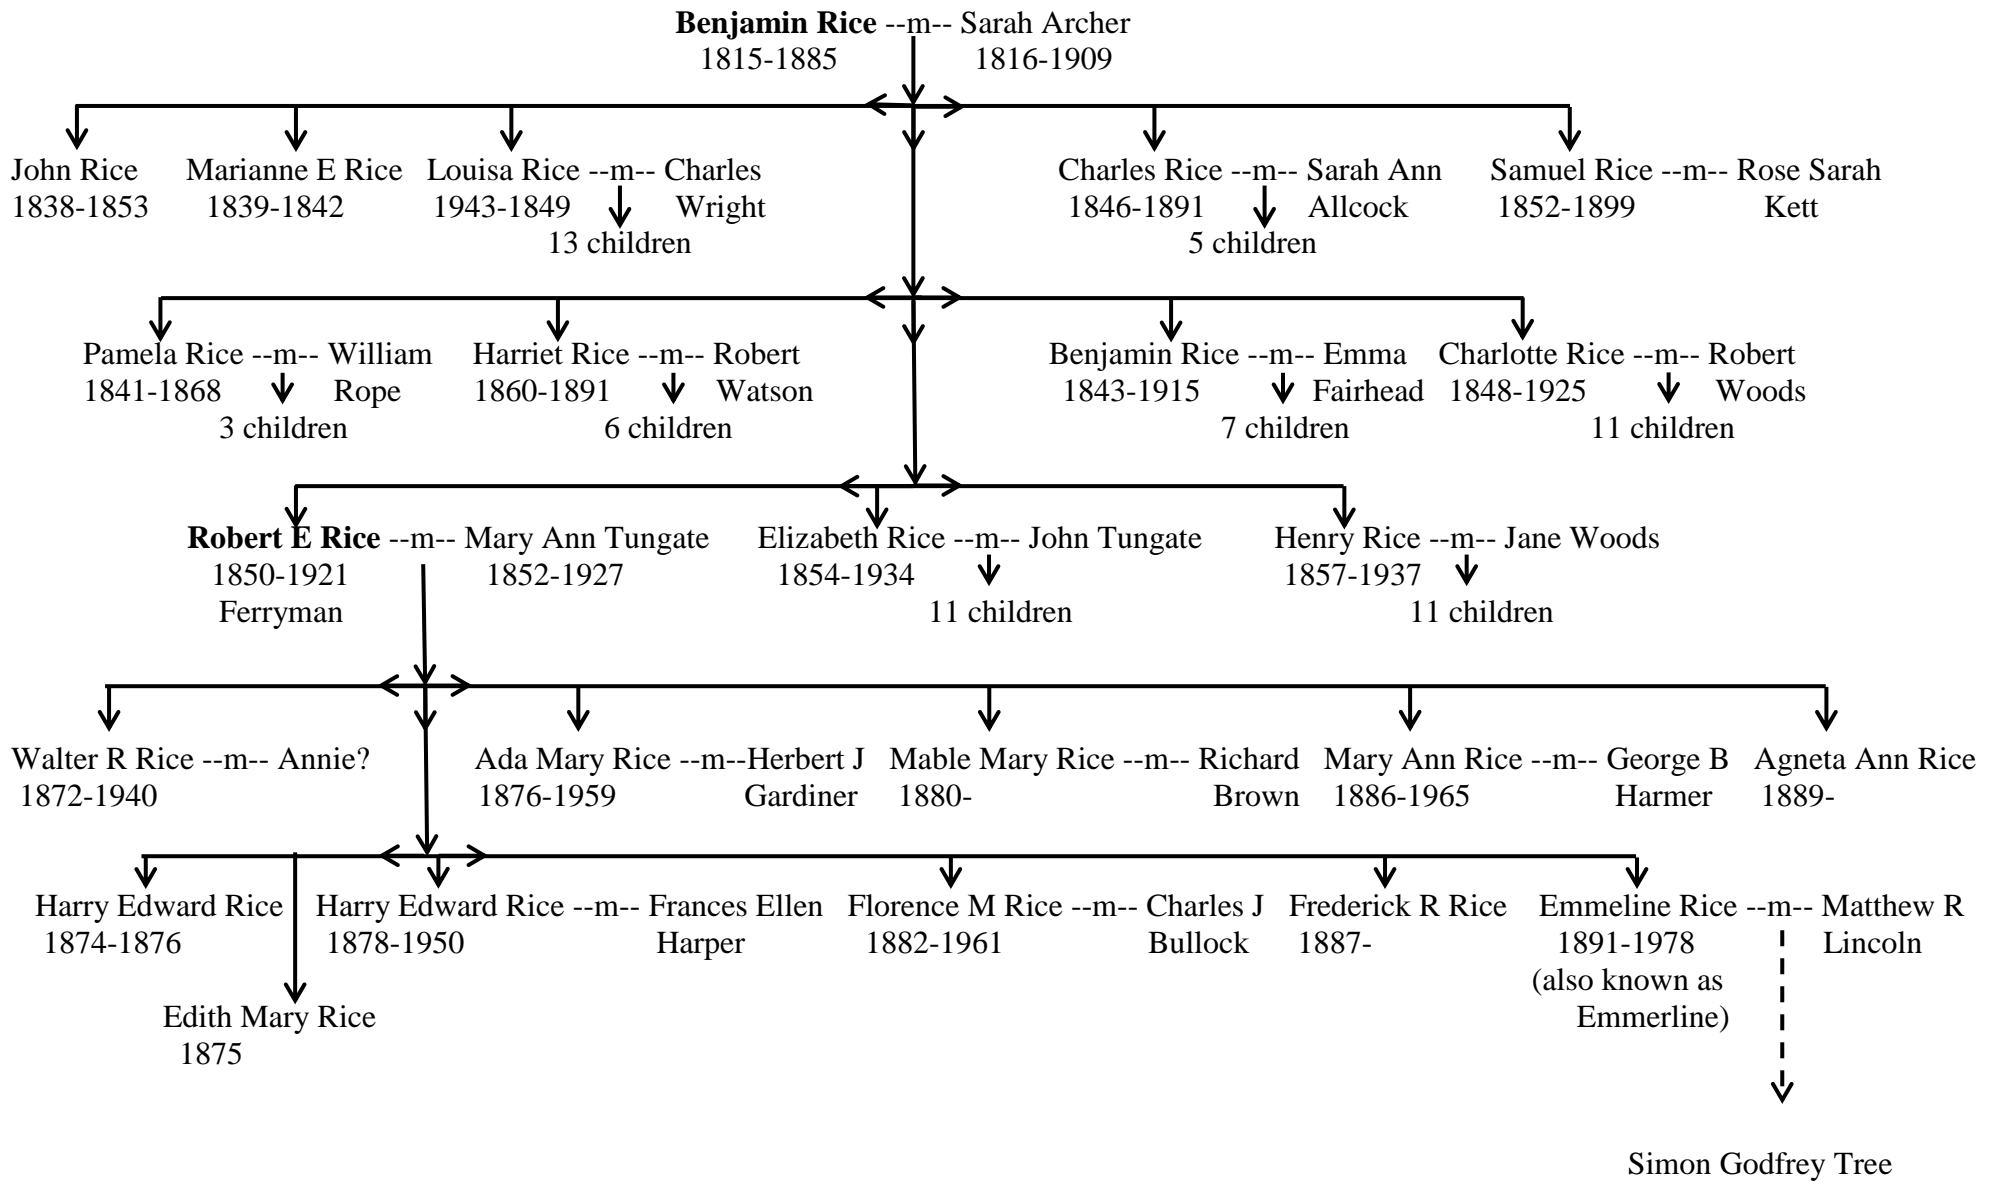 Benjamin Rice --m-- Sarah Archer
1815-1885 1816-1909
John Rice Marianne E Rice Louisa Rice --m-- Charles Charles Rice --m-- Sarah Ann Samuel Rice --m-- Rose Sarah
1838-1853 1839-1842 1943-1849 Wright 1846-1891 Allcock 1852-1899 Kett
13 children 5 children
Pamela Rice --m-- William Harriet Rice --m-- Robert Benjamin Rice --m-- Emma Charlotte Rice --m-- Robert
1841-1868 Rope 1860-1891 Watson 1843-1915 Fairhead 1848-1925 Woods
3 children 6 children 7 children 11 children
Robert E Rice --m-- Mary Ann Tungate Elizabeth Rice --m-- John Tungate Henry Rice --m-- Jane Woods
1850-1921 1852-1927 1854-1934 1857-1937
Ferryman 11 children 11 children
Walter R Rice --m-- Annie? Ada Mary Rice --m--Herbert J Mable Mary Rice --m-- Richard Mary Ann Rice --m-- George B Agneta Ann Rice
1872-1940 1876-1959 Gardiner 1880- Brown 1886-1965 Harmer 1889-
Harry Edward Rice Harry Edward Rice --m-- Frances Ellen Florence M Rice --m-- Charles J Frederick R Rice Emmeline Rice --m-- Matthew R
1874-1876 1878-1950 Harper 1882-1961 Bullock 1887- 1891-1978 Lincoln
(also known as
Edith Mary Rice Emmerline)
1875
Simon Godfrey Tree